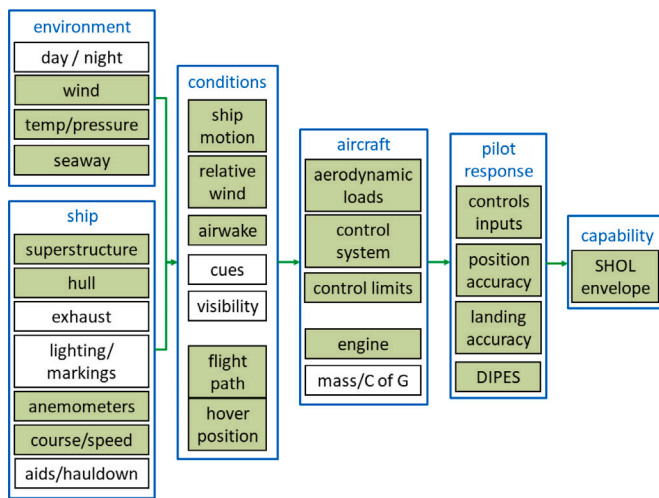 environment
day / night
wind
temp/pressure
seaway
ship
superstructure
hull
exhaust
lighting/
markings
anemometers
course/speed
aids/hauldown
conditions
ship
motion
relative
wind
airwake
cues
visibility
flight
path
hover
position
aircraft
aerodynamic
loads
control
system
control limits
engine
mass/C of G
pilot
response
controls
inputs
position
accuracy
landing
accuracy
DIPES
capability
SHOL
envelope